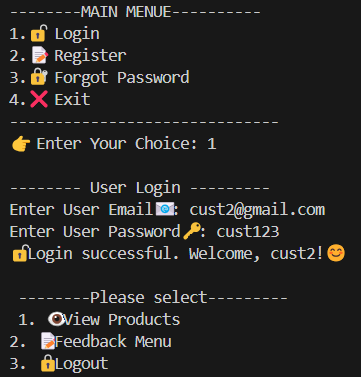 --------MAIN MENUE----------
1.🔓 Login
2.📝 Register
3.🔐 Forgot Password
4.❌ Exit
------------------------------
👉 Enter Your Choice: 1
-------- User Login ---------
Enter User Email📧: cust2@gmail.com
Enter User Password🔑: cust123
🔓Login successful. Welcome, cust2!😊
--------Please select---------
1. 👁️View Products
2. 📝Feedback Menu
3. 🔒Logout